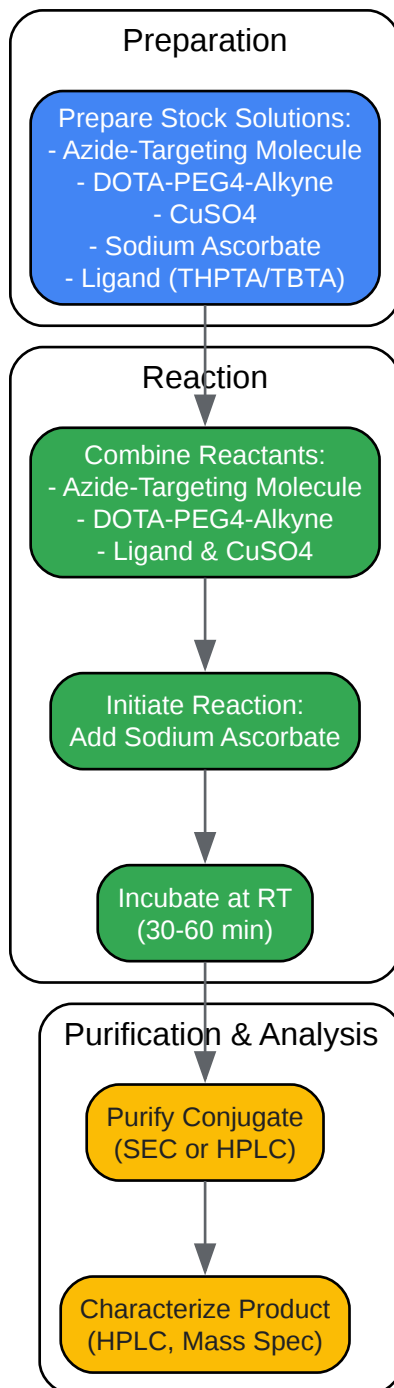 Preparation
Prepare Stock Solutions:
- Azide-Targeting Molecule
- DOTA-PEG4-Alkyne
- CuSO4
- Sodium Ascorbate
- Ligand (THPTA/TBTA)
Reaction
Combine Reactants:
- Azide-Targeting Molecule
- DOTA-PEG4-Alkyne
- Ligand & CuSO4
Initiate Reaction:
Add Sodium Ascorbate
Incubate at RT
(30-60 min)
Purification & Analysis
Purify Conjugate
(SEC or HPLC)
Characterize Product
(HPLC, Mass Spec)